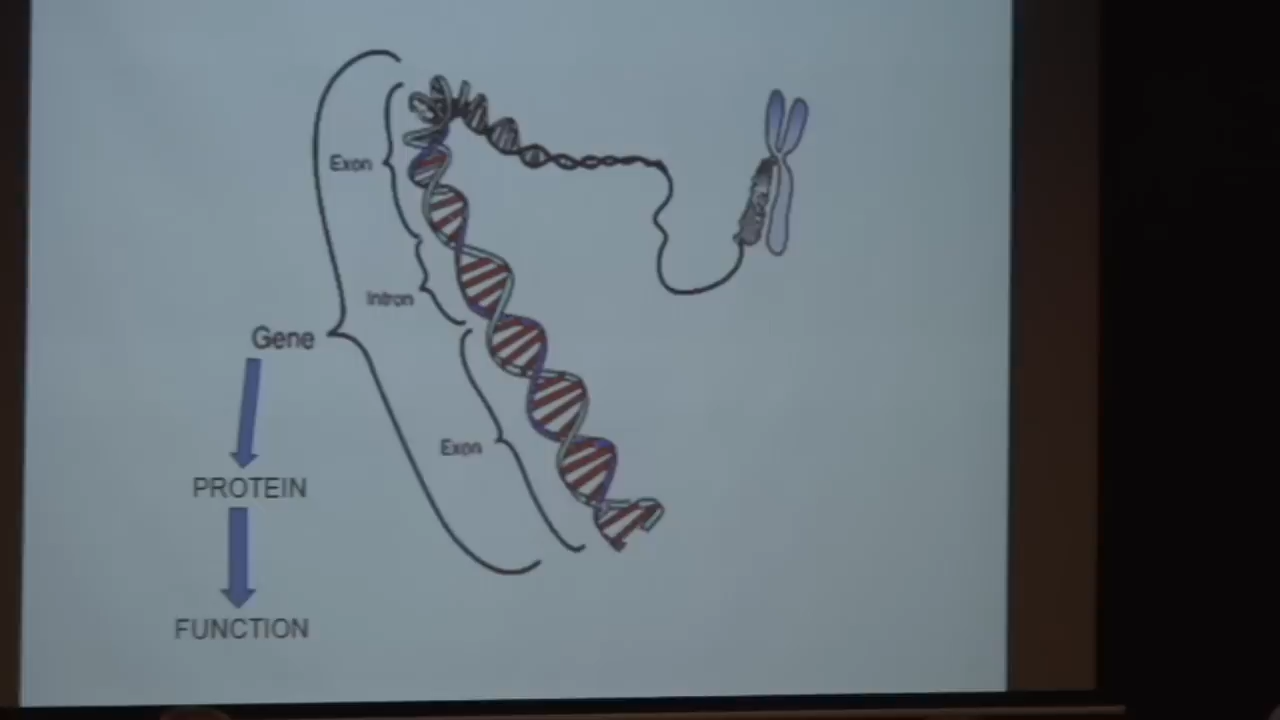 Exon
Intron
Gene
Exon
PROTEIN
FUNCTION